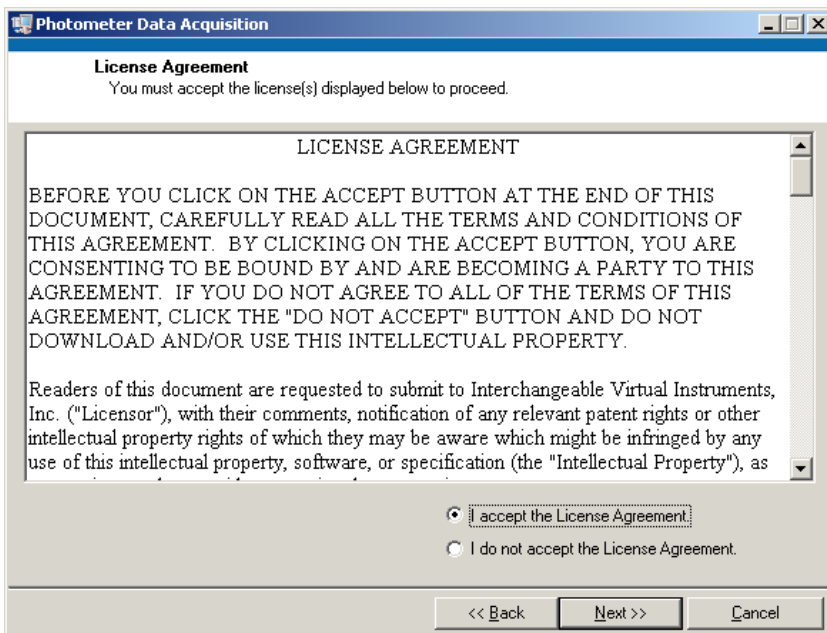 Photometer Data Acquisition
License Agreement
You must accept the license(s) displayed below to proceed.
LICENSE AGREEMENT
BEFORE YOU CLICK ON THE ACCEPT BUTTON AT THE END OF THIS
DOCUMENT, CAREFULLY READ ALL THE TERMS AND CONDITIONS OF
THIS AGREEMENT.  BY CLICKING ON THE ACCEPT BUTTON, YOU ARE
CONSENTING TO BE BOUND BY AND ARE BECOMING A PARTY TO THIS
AGREEMENT.  IF YOU DO NOT AGREE TO ALL OF THE TERMS OF THIS
AGREEMENT, CLICK THE "DO NOT ACCEPT" BUTTON AND DO NOT
DOWNLOAD AND/OR USE THIS INTELLECTUAL PROPERTY.
Readers of this document are requested to submit to Interchangeable Virtual Instruments,
Inc. ("Licensor"), with their comments, notification of any relevant patent rights or other
intellectual property rights of which they may be aware which might be infringed by any
use of this intellectual property, software, or specification (the "Intellectual Property"), as
I accept the License Agreement.
I do not accept the License Agreement.
<< Back
Next >>
Cancel